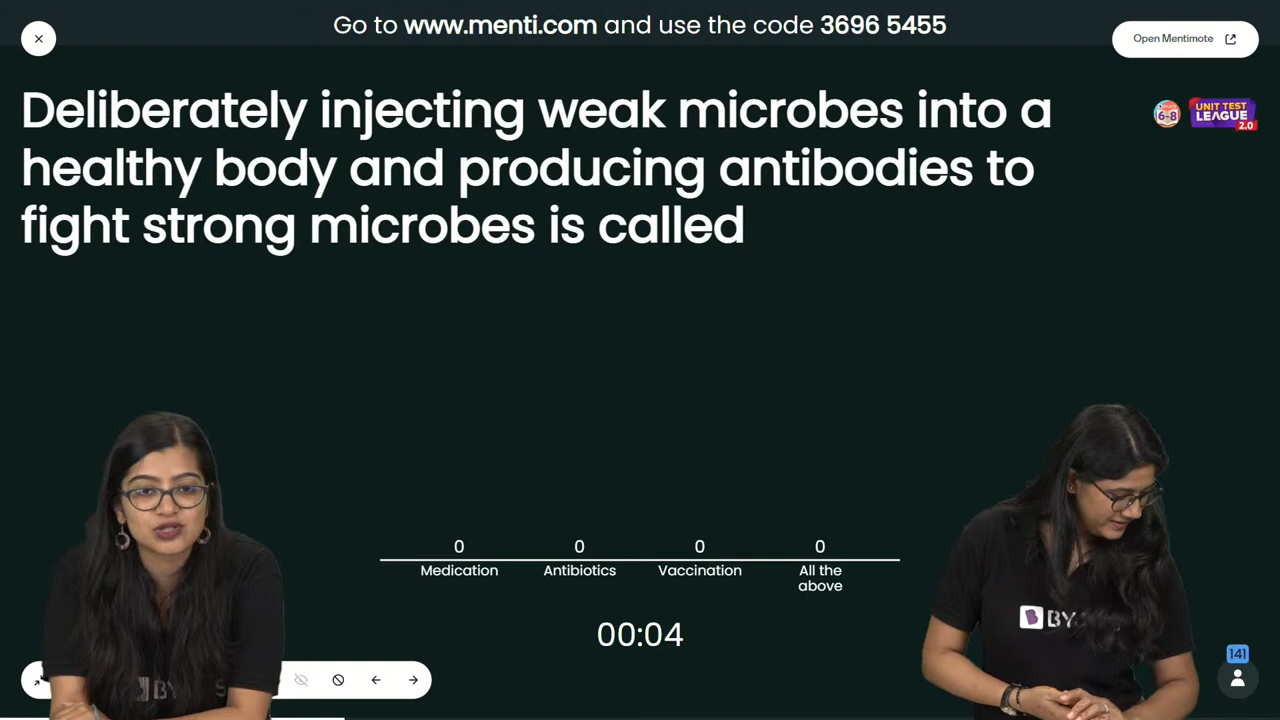 Go to www.menti.com and use the code 3696 5455
Open Mentimote
Deliberately injecting weak microbes into a
healthy body and producing antibodies to
fight strong microbes is called
6-8
UNIT TEST
LEAGUE
2.0
0 0 0 0
Medication Antibiotics Vaccination All the
above
00:04
BY
BY S
141